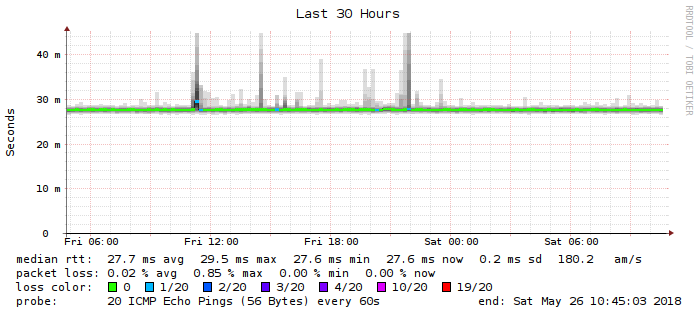 Last 30 Hours
RRDTOOL / TOBI OETIKER
Seconds
40 m
30 m
20 m
10 m
0
Fri 06:00 Fri 12:00 Fri 18:00 Sat 00:00 Sat 06:00
median rtt: 27.7 ms avg 29.5 ms max 27.6 ms min 27.6 ms now 0.2 ms sd 180.2 am/s
packet loss: 0.02 % avg 0.85 % max 0.00 % min 0.00 % now
loss color: 0 1/20 2/20 3/20 4/20 10/20 19/20
probe: 20 ICMP Echo Pings (56 Bytes) every 60s end: Sat May 26 10:45:03 2018